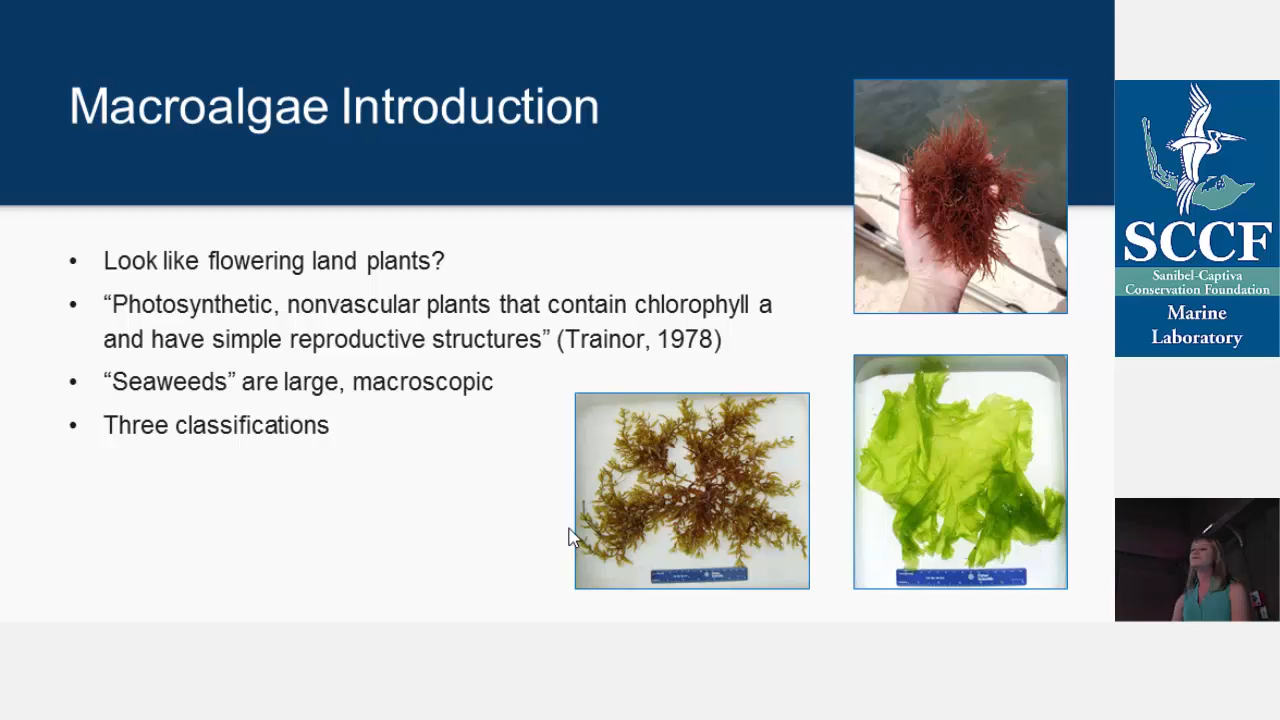 Macroalgae Introduction
• Look like flowering land plants?
• “Photosynthetic, nonvascular plants that contain chlorophyll a
and have simple reproductive structures” (Trainor, 1978)
• “Seaweeds” are large, macroscopic
• Three classifications
SCCF
Sanibel-Captiva
Conservation Foundation
Marine
Laboratory